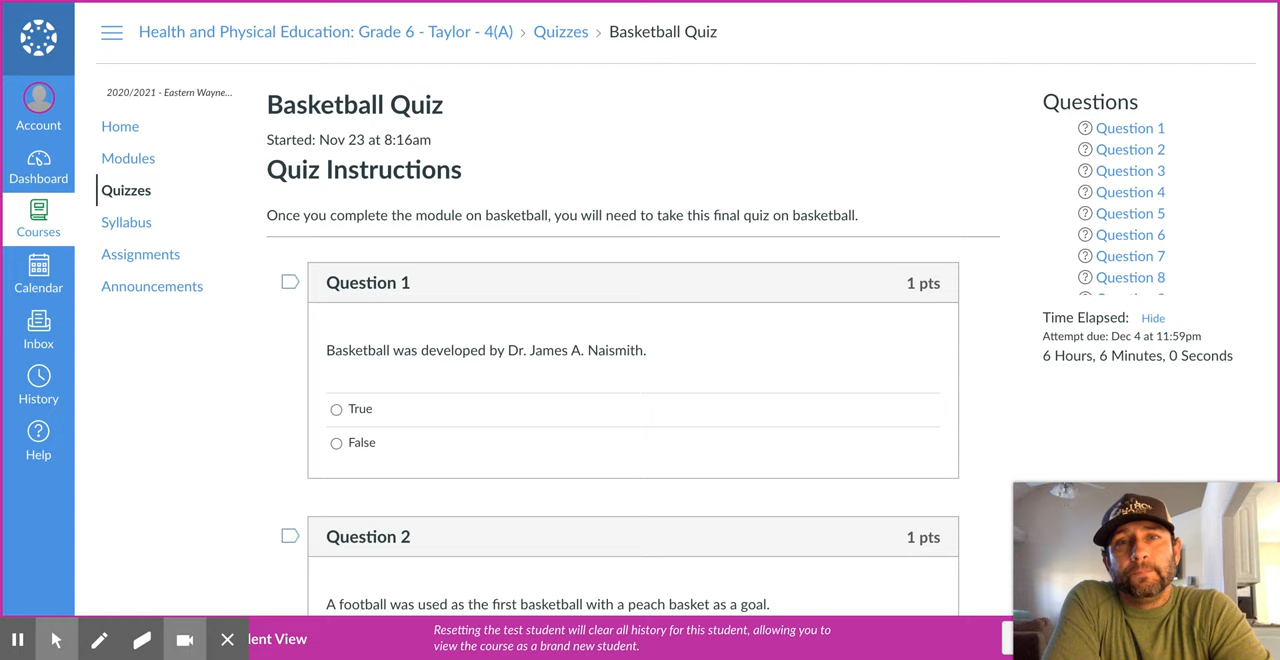 Health and Physical Education: Grade 6 - Taylor - 4(A) > Quizzes > Basketball Quiz
Account
Dashboard
Courses
Calendar
Inbox
History
Help
2020/2021 - Eastern Wayne...
Home
Modules
Quizzes
Syllabus
Assignments
Announcements
Basketball Quiz
Started: Nov 23 at 8:16am
Quiz Instructions
Once you complete the module on basketball, you will need to take this final quiz on basketball.
Question 1 1 pts
Basketball was developed by Dr. James A. Naismith.
True
False
Question 2 1 pts
A football was used as the first basketball with a peach basket as a goal.
Questions
Question 1
Question 2
Question 3
Question 4
Question 5
Question 6
Question 7
Question 8
Time Elapsed: Hide
Attempt due: Dec 4 at 11:59pm
6 Hours, 6 Minutes, 0 Seconds
dent View
Resetting the test student will clear all history for this student, allowing you to
view the course as a brand new student.